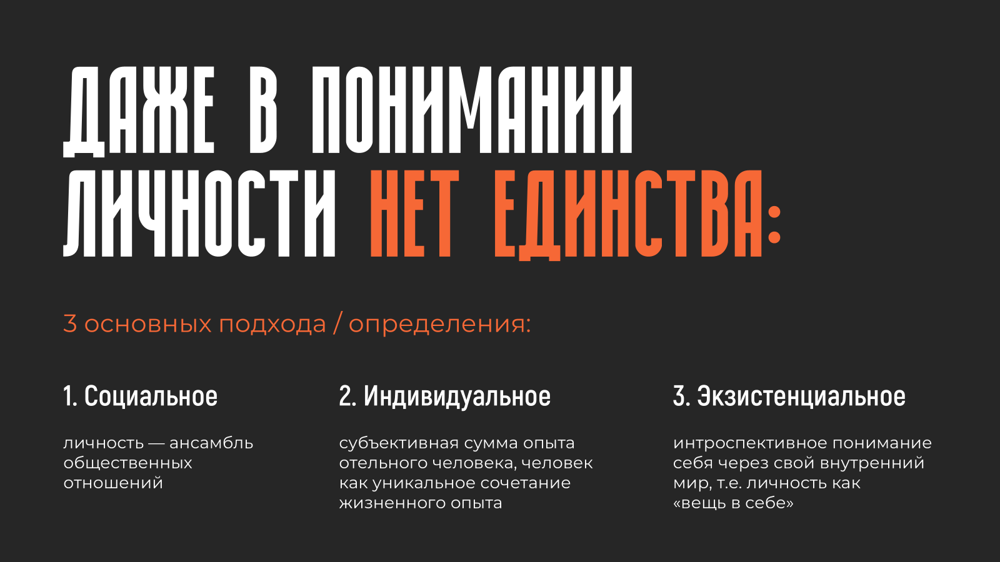 ДАЖЕ В ПОНИМАНИИ
ЛИЧНОСТИ НЕТ ЕДИНСТВА:
3 основных подхода / определения:
1. Социальное
личность — ансамбль
общественных
отношений
2. Индивидуальное
субъективная сумма опыта
отельного человека, человек
как уникальное сочетание
жизненного опыта
3. Экзистенциальное
интроспективное понимание
себя через свой внутренний
мир, т.е. личность как
«вещь в себе»